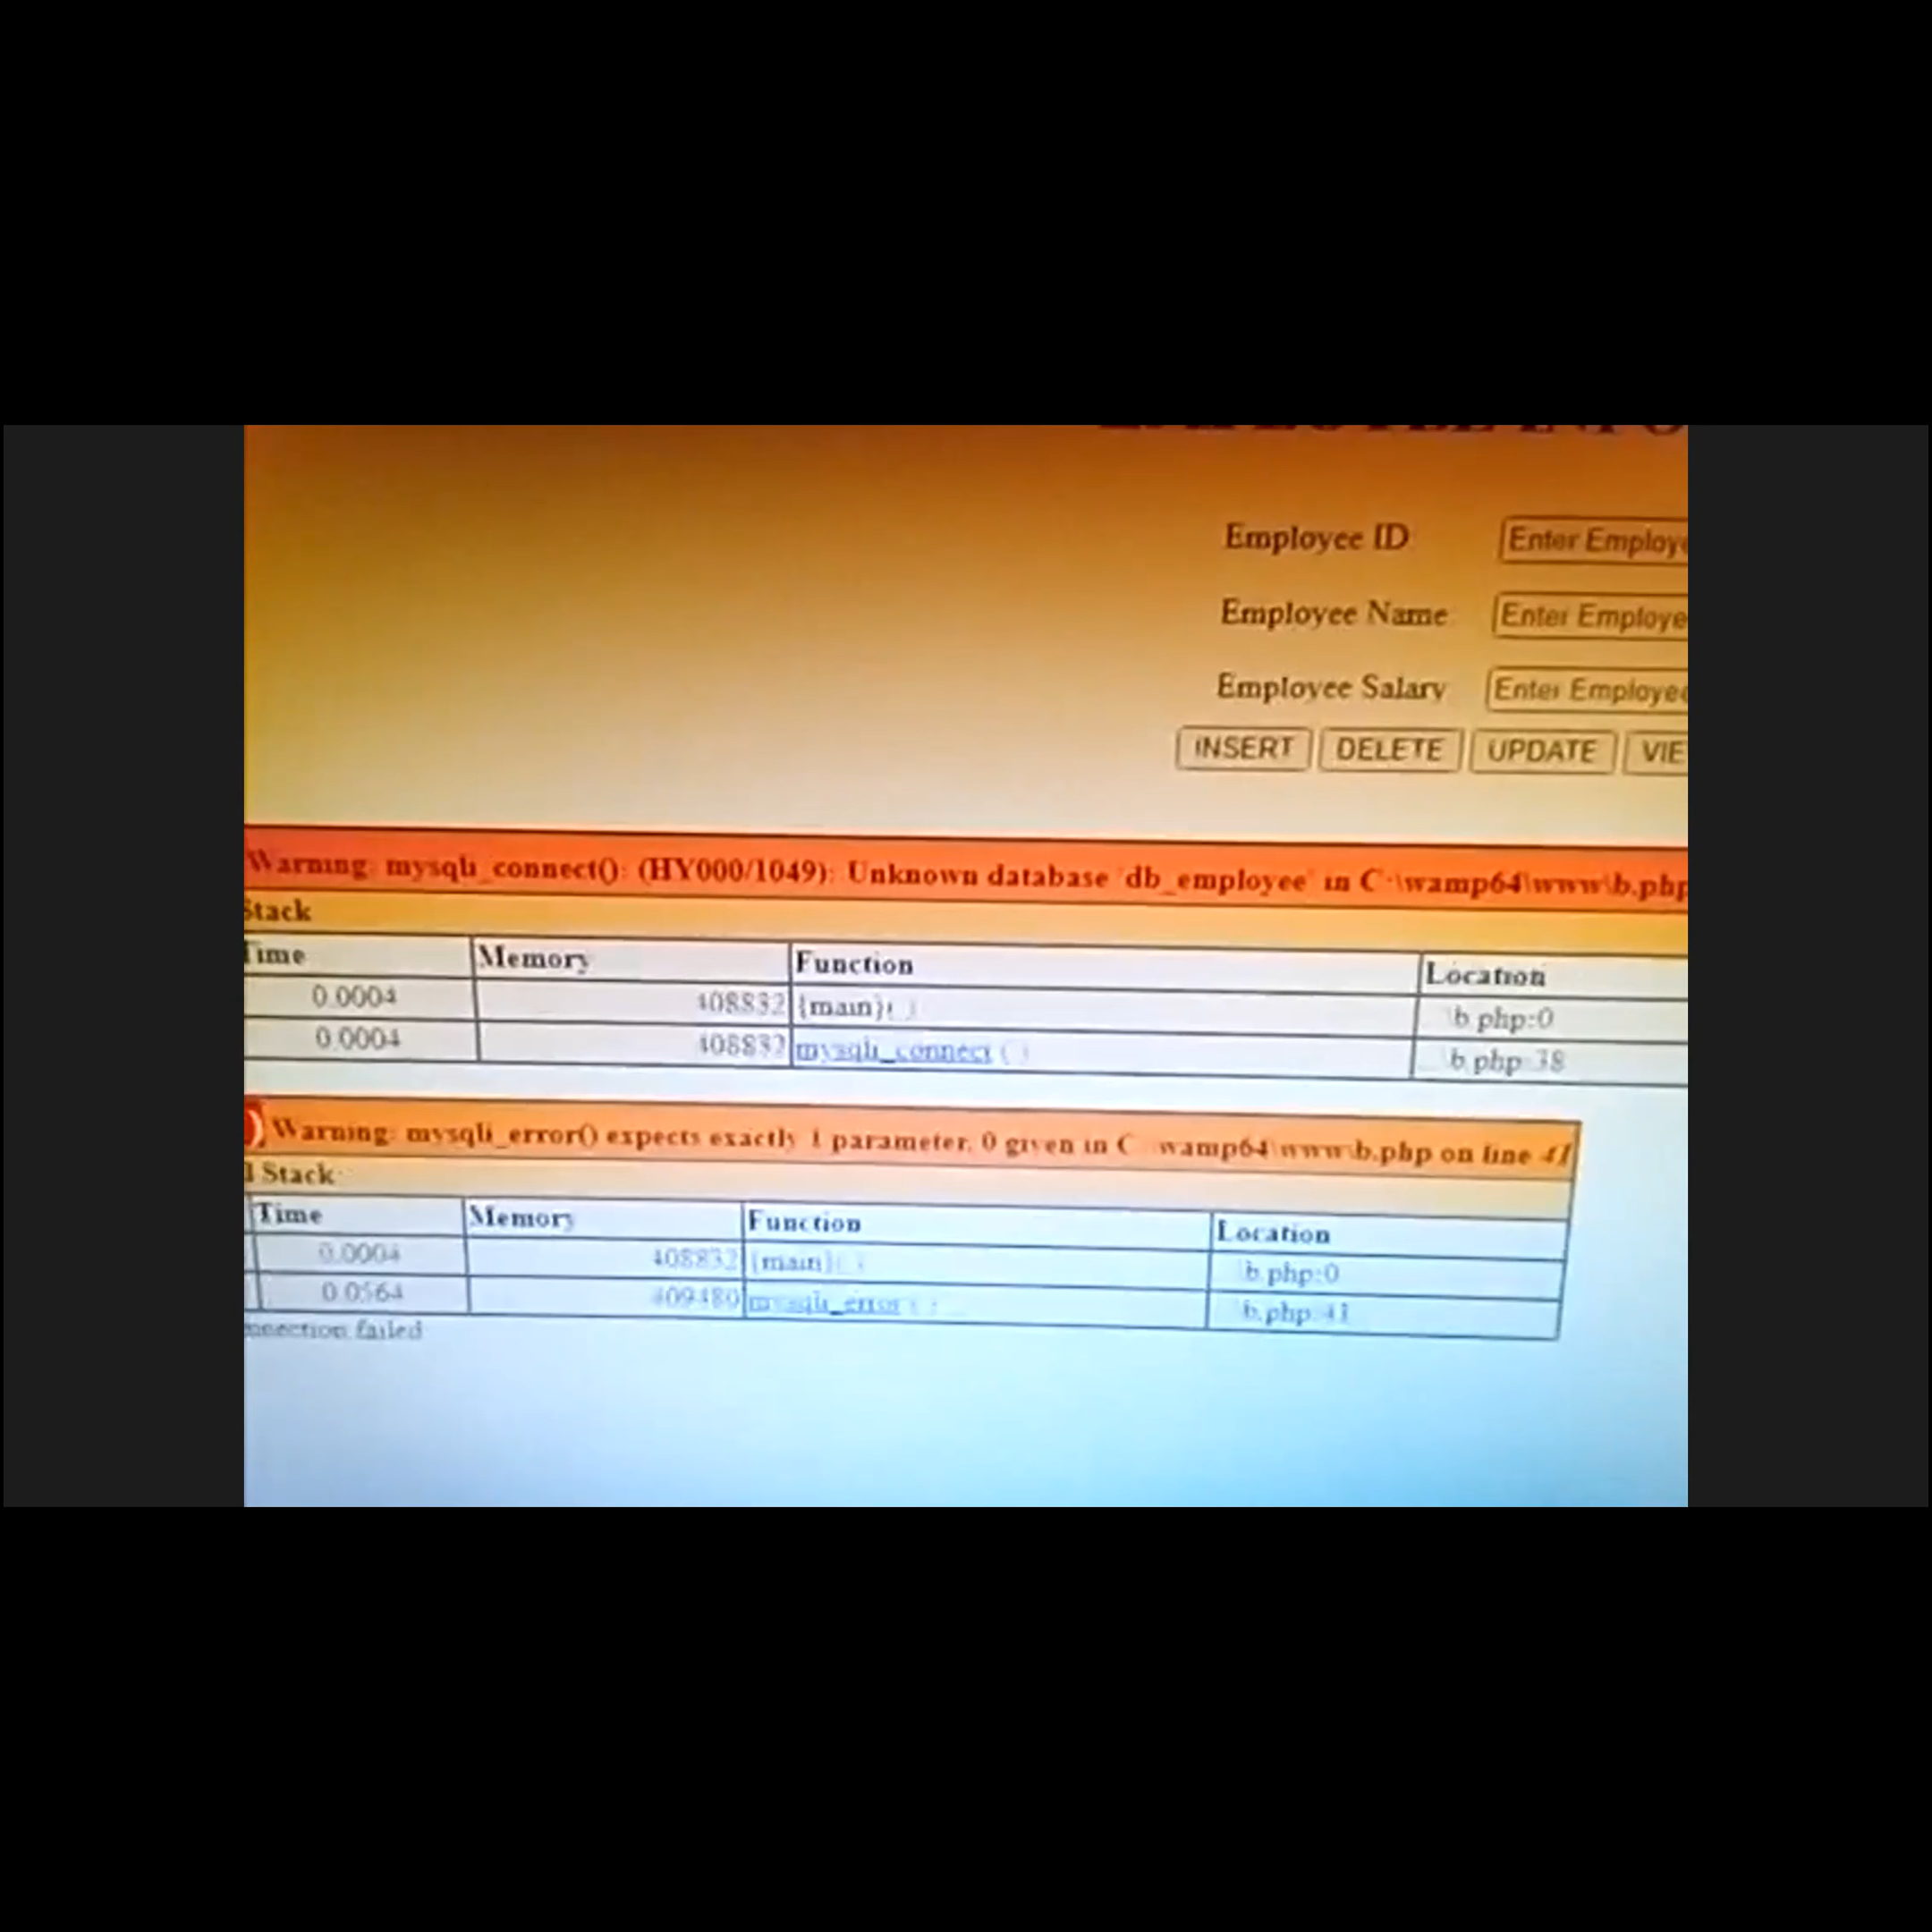 Employee ID
Enter Employe
Employee Name
Enter Employe
Employee Salary
Enter Employee
INSERT DELETE UPDATE VIE
Warning: mysqli_connect(): (HY000/1049): Unknown database 'db_employee' in C:\wamp64\www\b.php
Stack
Time Memory Function Location
0.0004 408832 {main}( ) \b.php:0
0.0004 408832 mysqli_connect ( ) \b.php:38
) Warning: mysqli_error() expects exactly 1 parameter, 0 given in C:\wamp64\www\b.php on line 41
l Stack
Time Memory Function Location
0.0004 408832 {main}( ) \b.php:0
0.0564 409480 mysqli_error ( ) \b.php:41
nnection failed